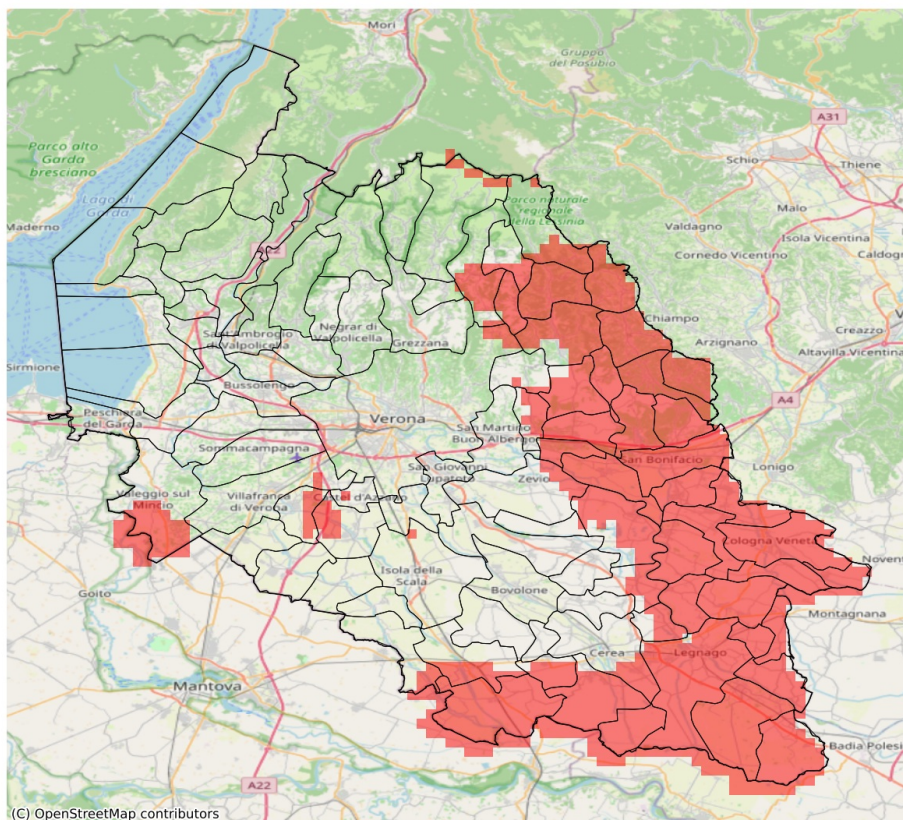 Mori
Gruppo
del Pasubio
A31
Parco alto
Garda
bresciano
Schio
Thiene
Lago di
Garda
Parco naturale
regionale
della Lessinia
Malo
Maderno
Valdagno
Isola Vicentina
Cornedo Vicentino
Caldogn
A22
Chiampo
Sant'Ambrogio
di Valpolicella
Negrar di
Valpolicella
Grezzana
Creazzo
Arzignano
Altavilla Vicentina
Sirmione
Bussolengo
A4
Peschiera
del Garda
Verona
San Martino
Buon Albergo
Sommacampagna
San Bonifacio
Lonigo
San Giovanni
Lupatoto
Zevio
Valeggio sul
Mincio
Villafranca
di Verona
Castel d'Azzano
Cologna Veneta
Novent
Isola della
Scala
Goito
Bovolone
Montagnana
Cerea
Legnago
Mantova
Badia Polesi
A22
(C) OpenStreetMap contributors